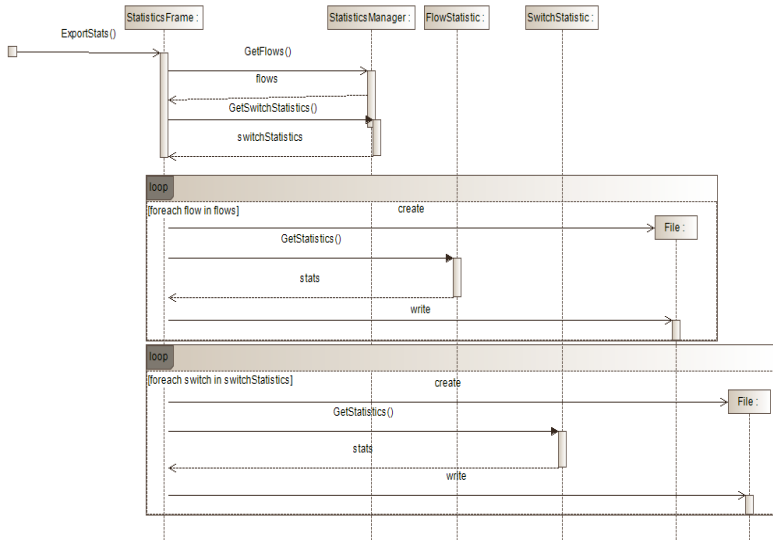 StatisticsFrame :
StatisticsManager :
FlowStatistic :
SwitchStatistic :
ExportStats()
GetFlows()
flows
GetSwitchStatistics()
switchStatistics
loop
[foreach flow in flows]
create
File :
GetStatistics()
stats
write
loop
[foreach switch in switchStatistics]
create
File :
GetStatistics()
stats
write